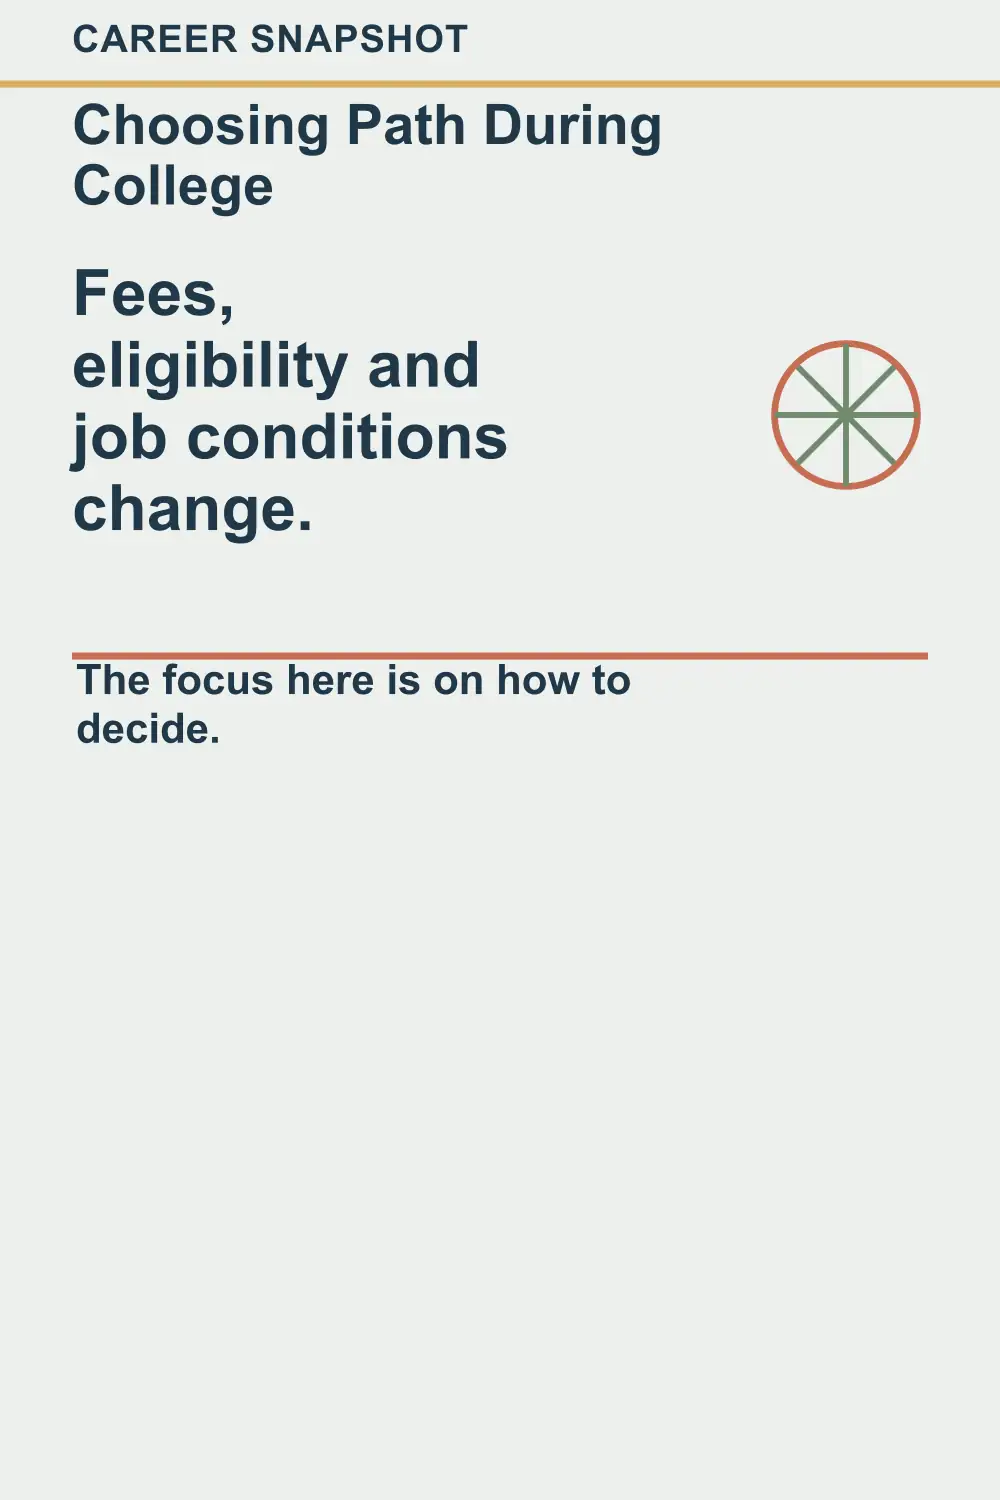 CAREER SNAPSHOT
Choosing Path During
College
Fees,
eligibility and
job conditions
change.
The focus here is on how to
decide.